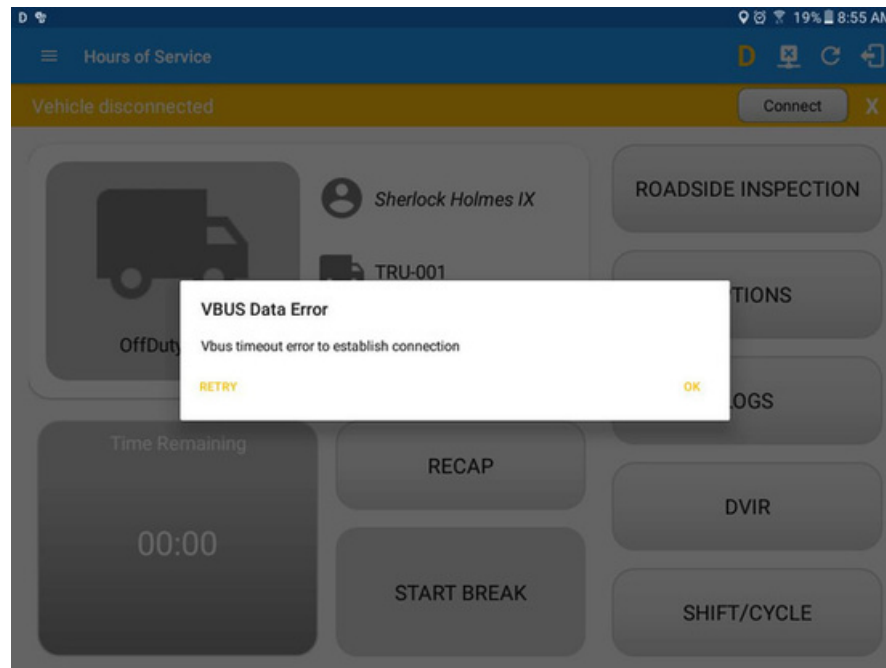 D
19% 8:55 AM
Hours of Service
D
Vehicle disconnected
Connect
X
Sherlock Holmes IX
ROADSIDE INSPECTION
TRU-001
VBUS Data Error
Vbus timeout error to establish connection
RETRY
OK
OffDuty
TIONS
OGS
Time Remaining
00:00
RECAP
DVIR
START BREAK
SHIFT/CYCLE